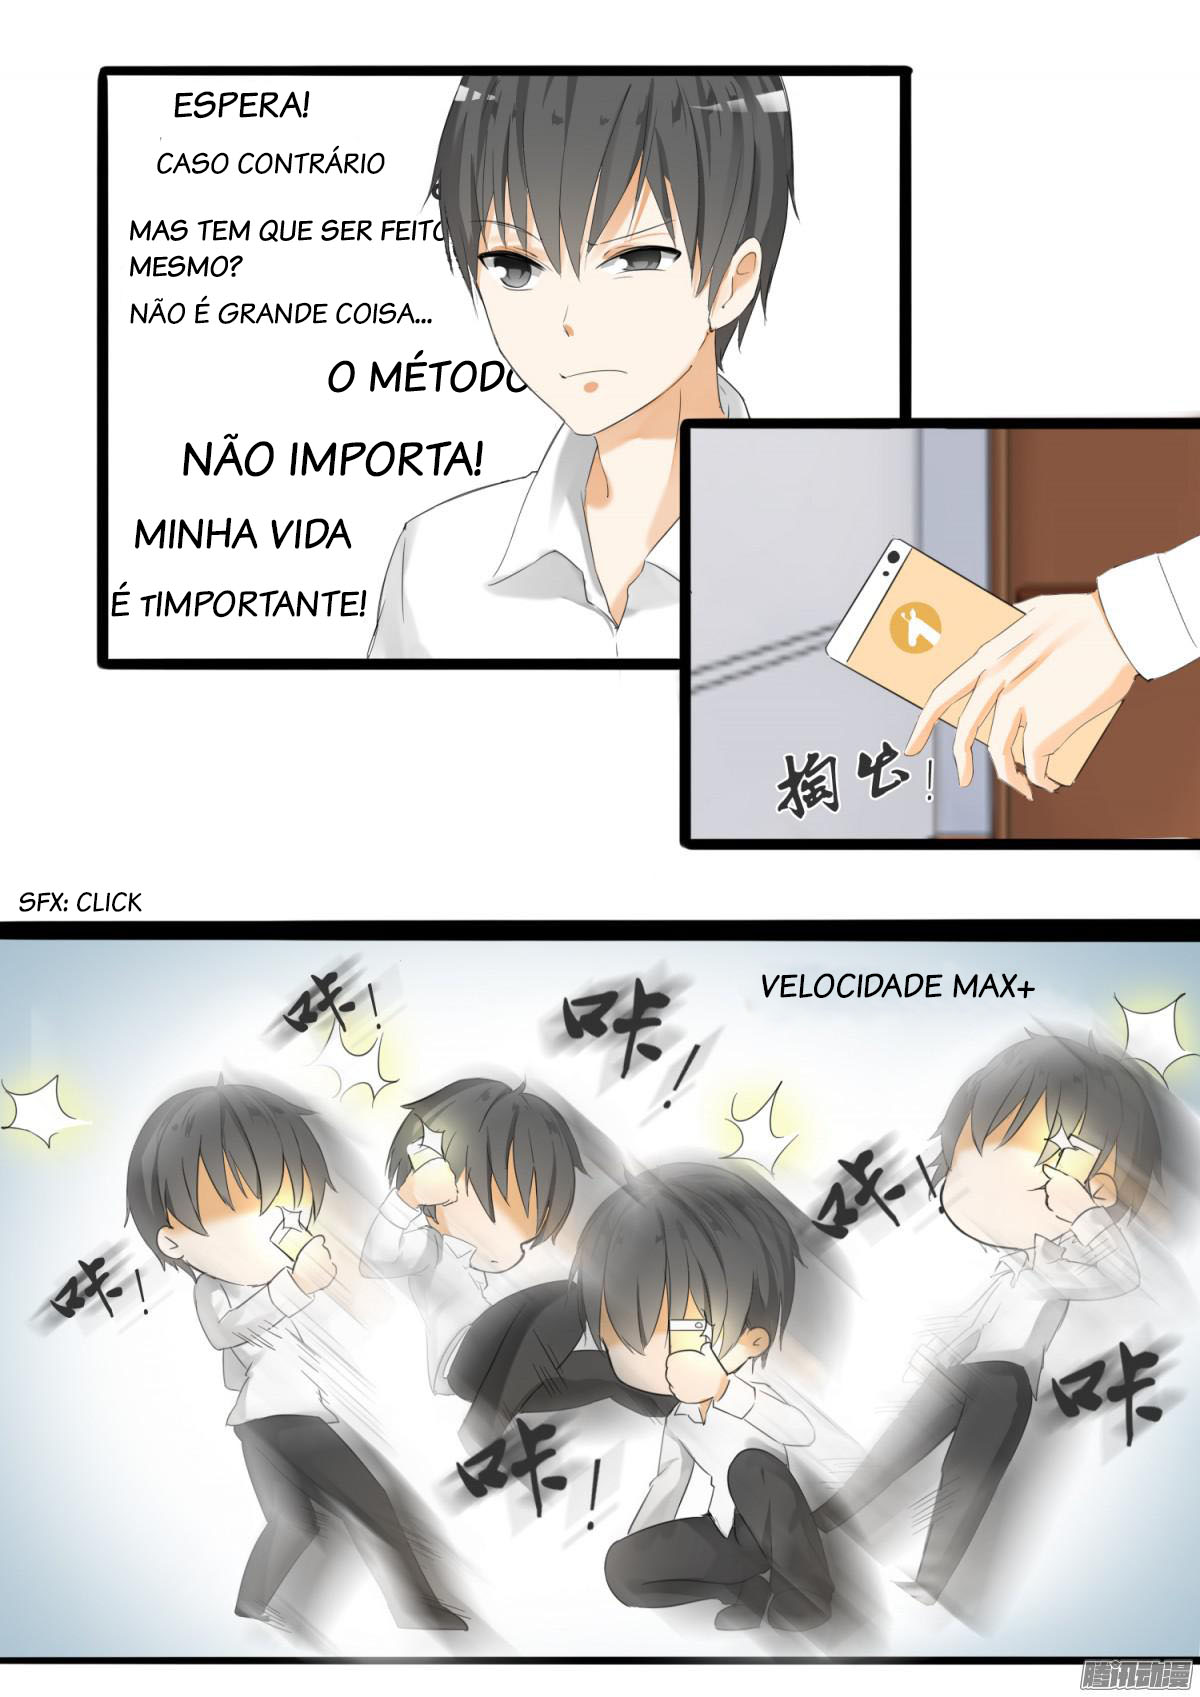 ESPERA!
CASO CONTRÁRIO
MAS TEM QUE SER FEITO
MESMO?
NÃO É GRANDE COISA...
O MÉTODO
NÃO IMPORTA!
MINHA VIDA
É TIMPORTANTE!
掏出!
SFX: CLICK
VELOCIDADE MAX+
咔!
咔!
咔!
咔!
咔
咔!
腾讯动漫